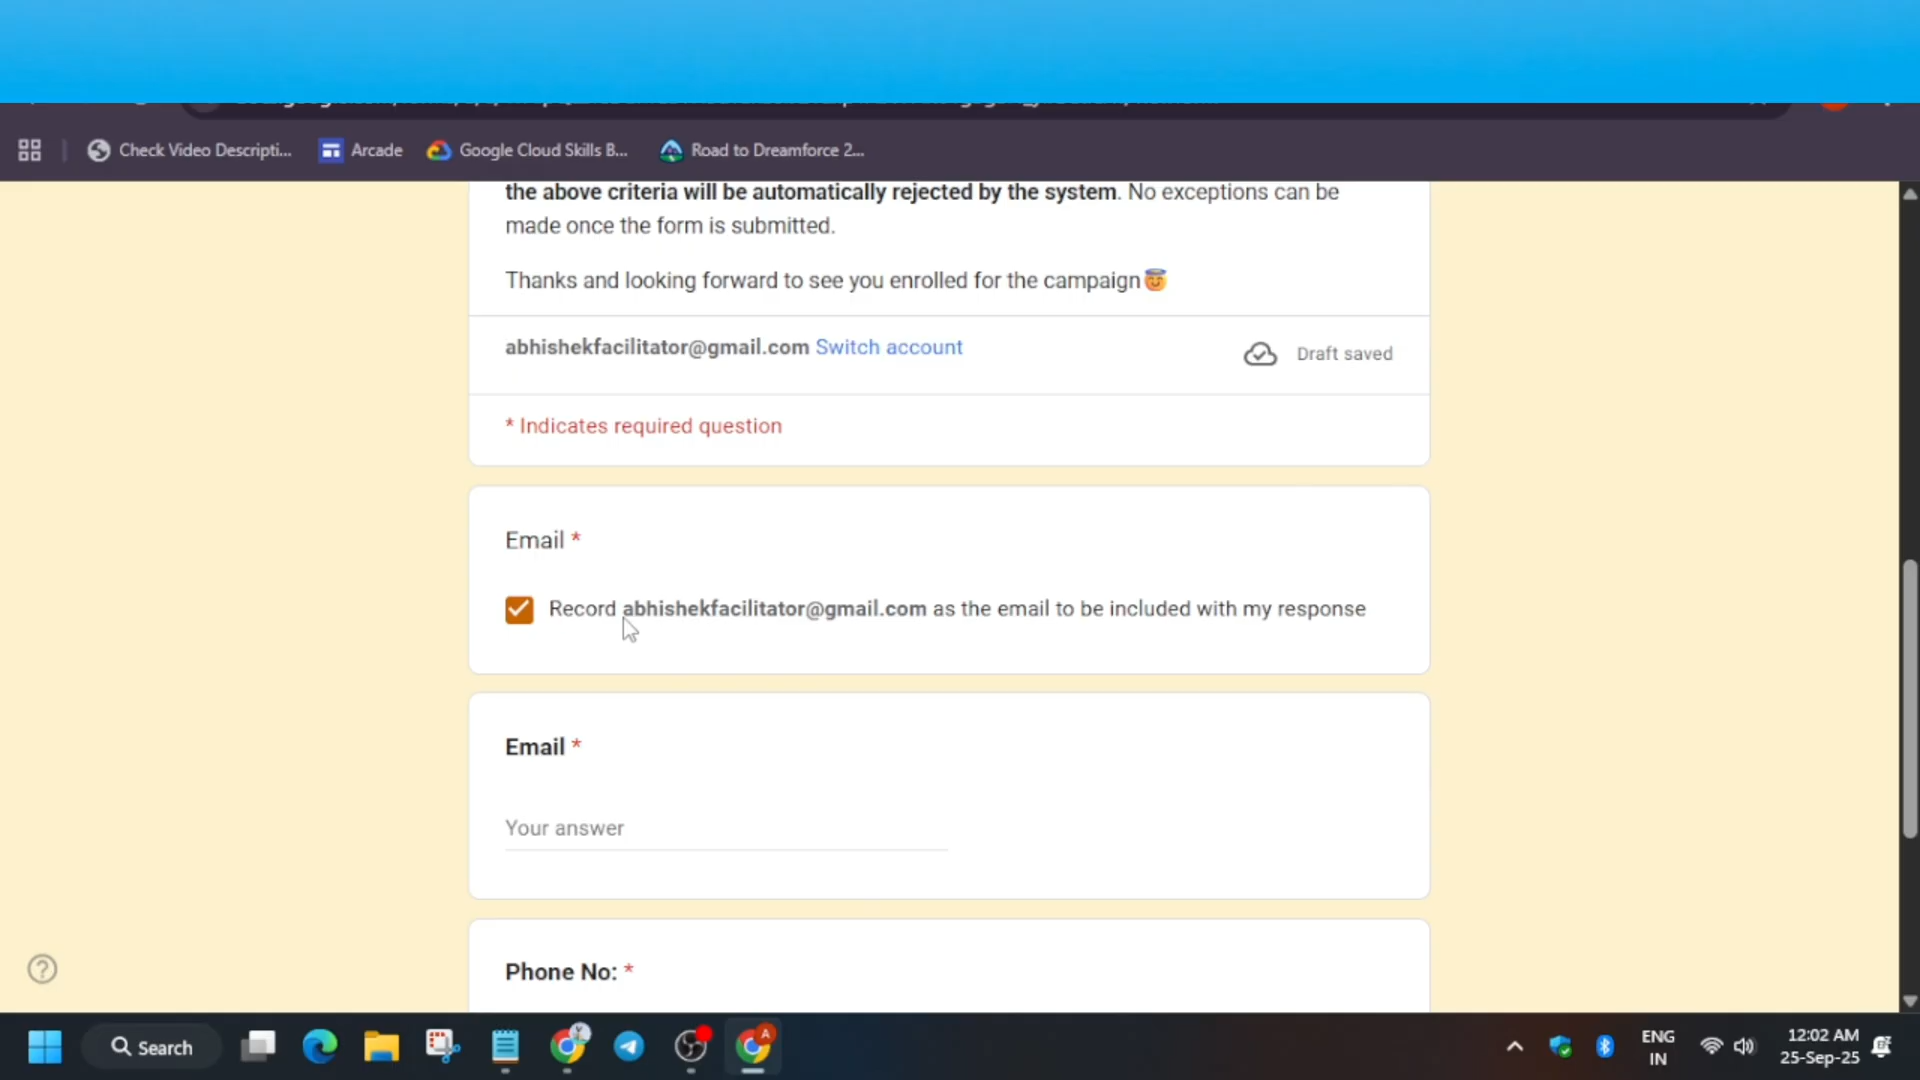 Check Video Descripti...
Arcade
Google Cloud Skills B...
Road to Dreamforce 2...
the above criteria will be automatically rejected by the system. No exceptions can be
made once the form is submitted.
Thanks and looking forward to see you enrolled for the campaign😇
abhishekfacilitator@gmail.com Switch account
Draft saved
* Indicates required question
Email *
Record abhishekfacilitator@gmail.com as the email to be included with my response
Email *
Your answer
Phone No: *
Search
ENG
IN
12:02 AM
25-Sep-25